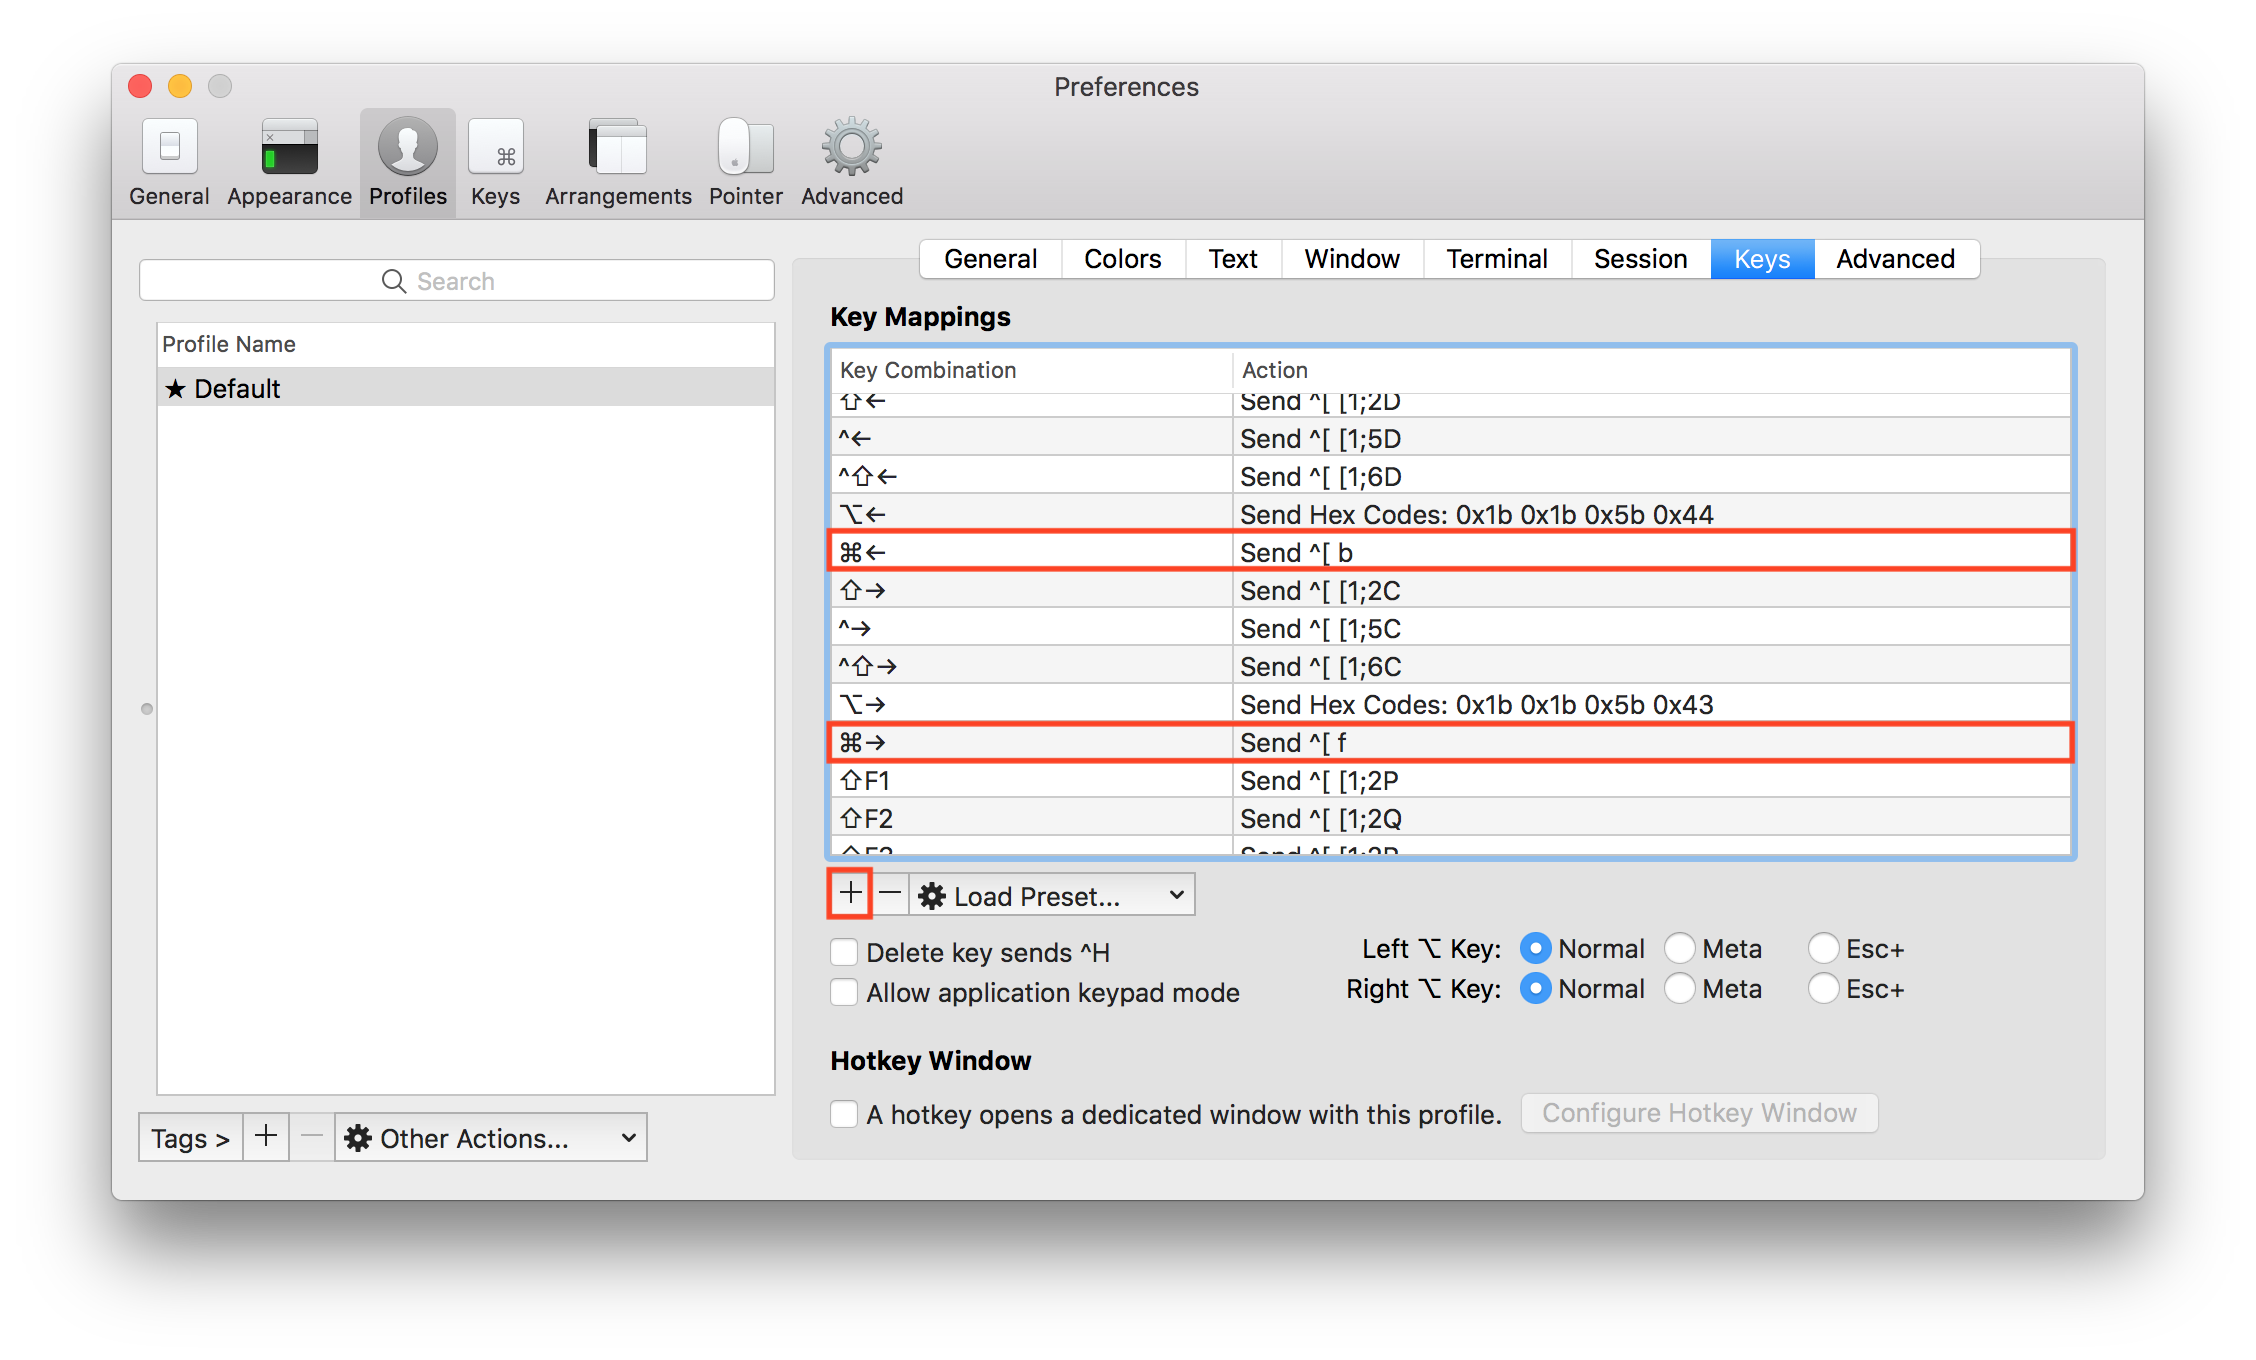 Preferences
General Appearance Profiles Keys Arrangements Pointer Advanced
General Colors Text Window Terminal Session Keys Advanced
Search
Profile Name
★ Default
Tags > + − Other Actions...
Key Mappings
Key Combination Action
⇧← Send ^[ [1;2D
^← Send ^[ [1;5D
^⇧← Send ^[ [1;6D
⌥← Send Hex Codes: 0x1b 0x1b 0x5b 0x44
⌘← Send ^[ b
⇧→ Send ^[ [1;2C
^→ Send ^[ [1;5C
^⇧→ Send ^[ [1;6C
⌥→ Send Hex Codes: 0x1b 0x1b 0x5b 0x43
⌘→ Send ^[ f
⇧F1 Send ^[ [1;2P
⇧F2 Send ^[ [1;2Q
+ − Load Preset...
Delete key sends ^H
Allow application keypad mode
Left ⌥ Key: Normal Meta Esc+
Right ⌥ Key: Normal Meta Esc+
Hotkey Window
A hotkey opens a dedicated window with this profile. Configure Hotkey Window